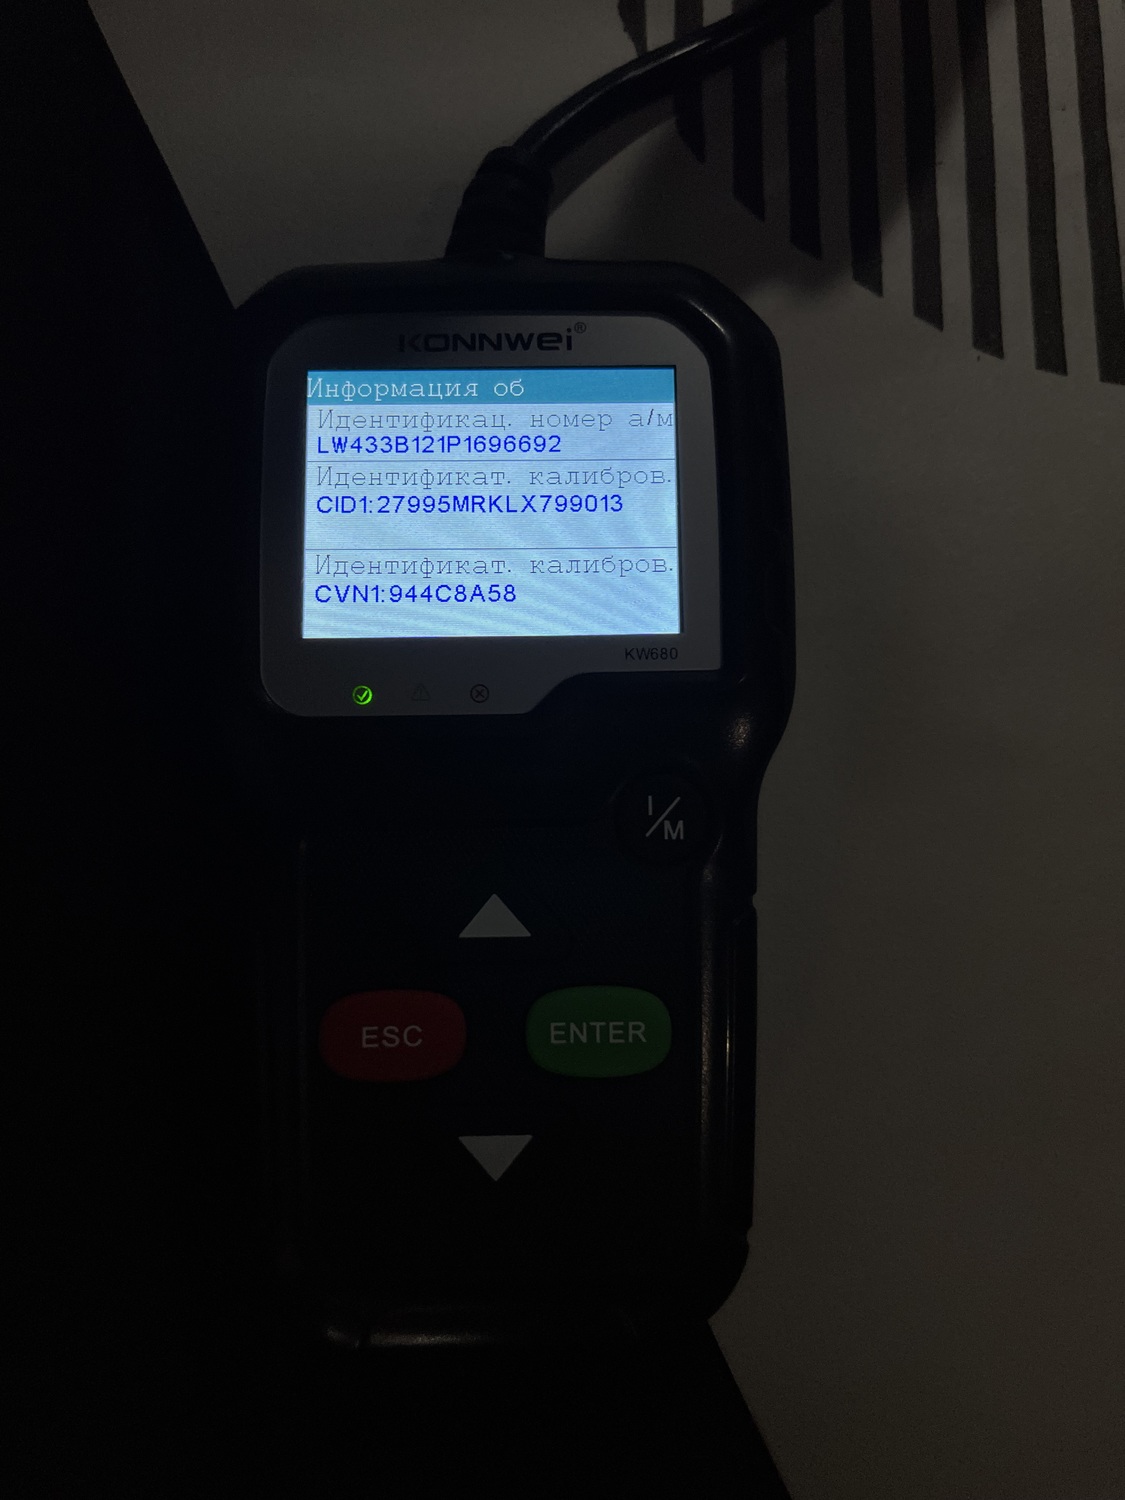 KONNWEI®
Информация об
Идентификац. номер а/м
LW433B121P1696692
Идентификат. калибров.
CID1:27995MRKLX799013
Идентификат. калибров.
CVN1:944C8A58
KW680
I/M
ESC
ENTER